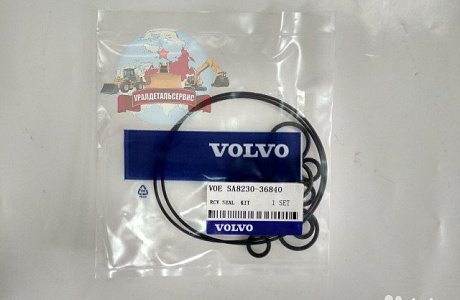 УРАЛДЕТАЛЬСЕРВИС
VOLVO
VOE SA8230-36840
RCV SEAL KIT 1 SET
VOLVO